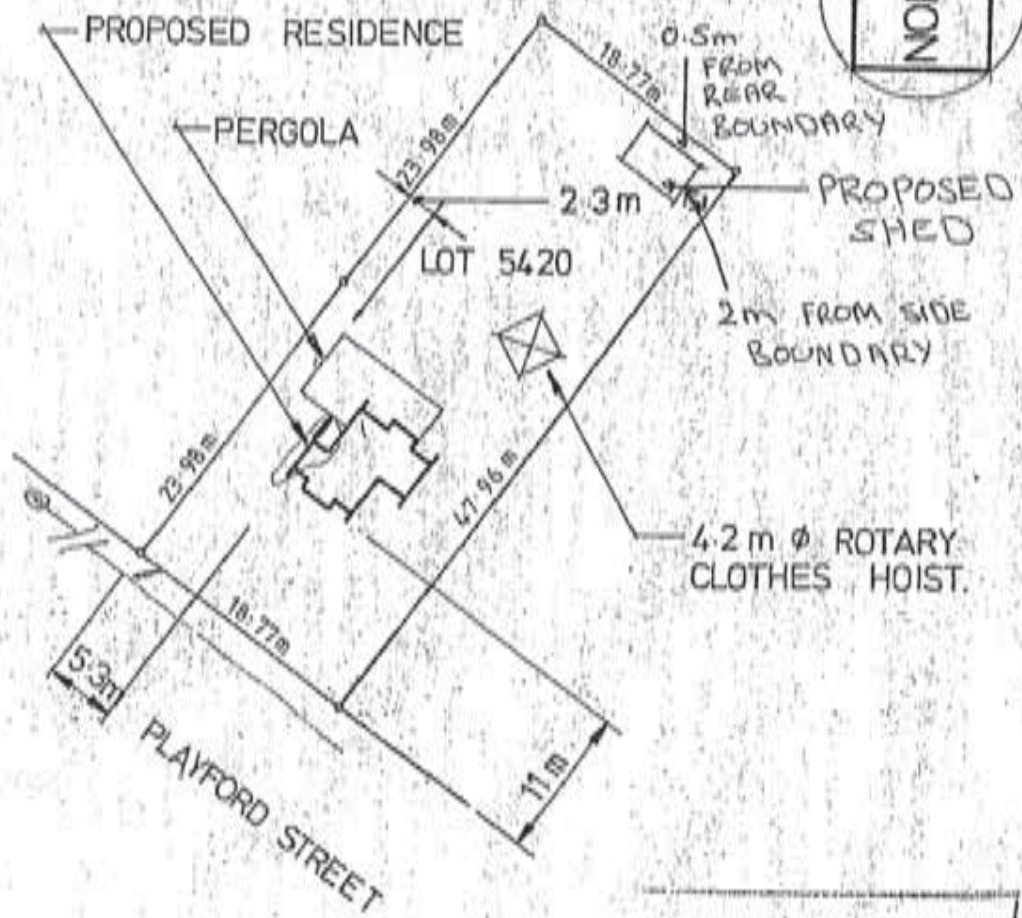 PROPOSED RESIDENCE
PERGOLA
18.77m
0.5m
FROM
REAR
BOUNDARY
23.98m
2.3m
PROPOSED
SHED
LOT 5420
2m FROM SIDE
BOUNDARY
23.98m
47.96m
4.2m ø ROTARY
CLOTHES HOIST.
18.77m
5.3m
PLAYFORD STREET
11m